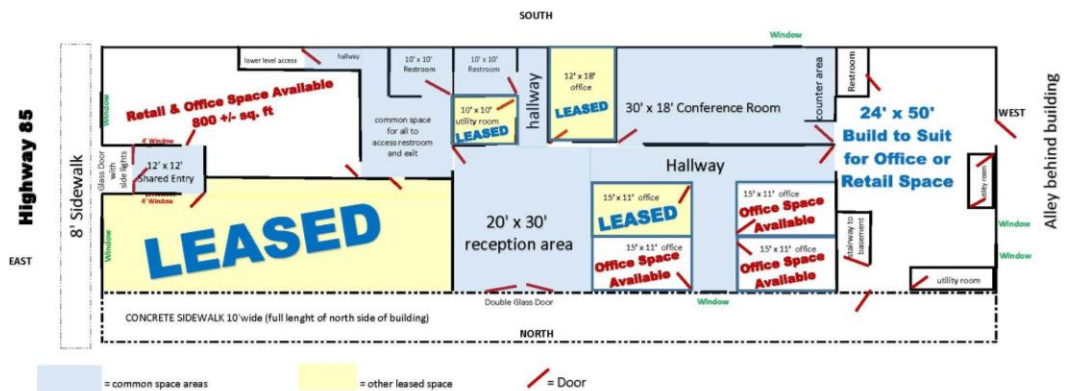 SOUTH
Window
lower level access
hallway
10' x 10'
Restroom
10' x 10'
Restroom
12' x 18'
office
LEASED
hallway
30' x 18' Conference Room
counter area
Restroom
Retail & Office Space Available
800 +/- sq. ft
Window
10' x 10'
utility room
LEASED
common space
for all to
access restroom
and exit
24' x 50'
Build to Suit
for Office or
Retail Space
WEST
Alley behind building
Highway 85
8' Sidewalk
EAST
Glass Door
with
side lights
4' Window
12' x 12'
Shared Entry
4' Window
Window
LEASED
Hallway
20' x 30'
reception area
15' x 11' office
LEASED
15' x 11' office
Office Space
Available
15' x 11' office
Office Space
Available
15' x 11' office
Office Space
Available
stairway to
basement
utility room
Window
Window
utility room
Double Glass Door
Window
CONCRETE SIDEWALK 10'wide (full lenght of north side of building)
NORTH
= common space areas
= other leased space
= Door